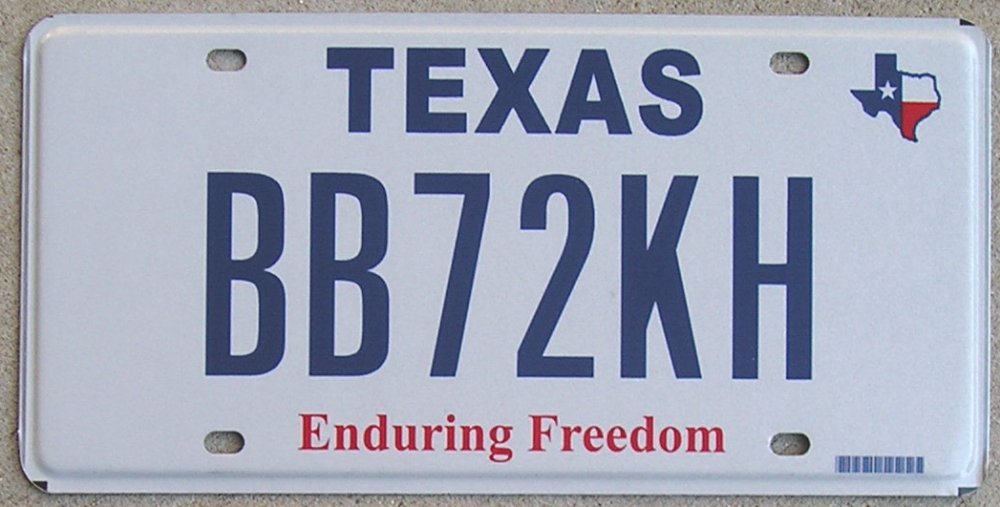 TEXAS
BB72KH
Enduring Freedom